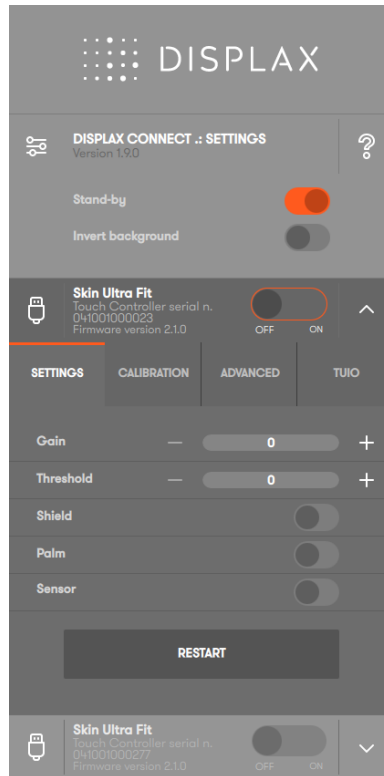 DISPLAX
DISPLAX CONNECT .: SETTINGS
Version 1.9.0
Stand-by
Invert background
Skin Ultra Fit
Touch Controller serial n.
041001000023
Firmware version 2.1.0
OFF ON
SETTINGS CALIBRATION ADVANCED TUIO
Gain — 0 +
Threshold — 0 +
Shield
Palm
Sensor
RESTART
Skin Ultra Fit
Touch Controller serial n.
041001000277
Firmware version 2.1.0
OFF ON